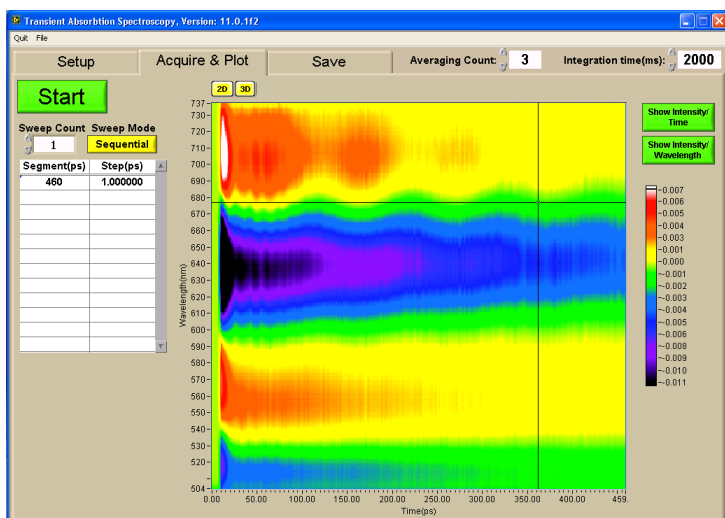 Transient Absorbtion Spectroscopy, Version: 11.0.1f2
Quit File
Setup
Acquire & Plot
Save
Averaging Count: 3
Integration time(ms): 2000
Start
Sweep Count Sweep Mode
1 Sequential
Segment(ps) Step(ps)
460 1.000000
2D 3D
Show Intensity/
Time
Show Intensity/
Wavelength
Wavelength(nm)
737
730
720
710
700
690
680
670
660
650
640
630
620
610
600
590
580
570
560
550
540
530
520
504
0.00 50.00 100.00 150.00 200.00 250.00 300.00 350.00 400.00 459.
Time(ps)
0.007
0.006
0.005
0.004
0.003
0.001
0.000
-0.001
-0.002
-0.003
-0.004
-0.005
-0.006
-0.008
-0.009
-0.010
-0.011